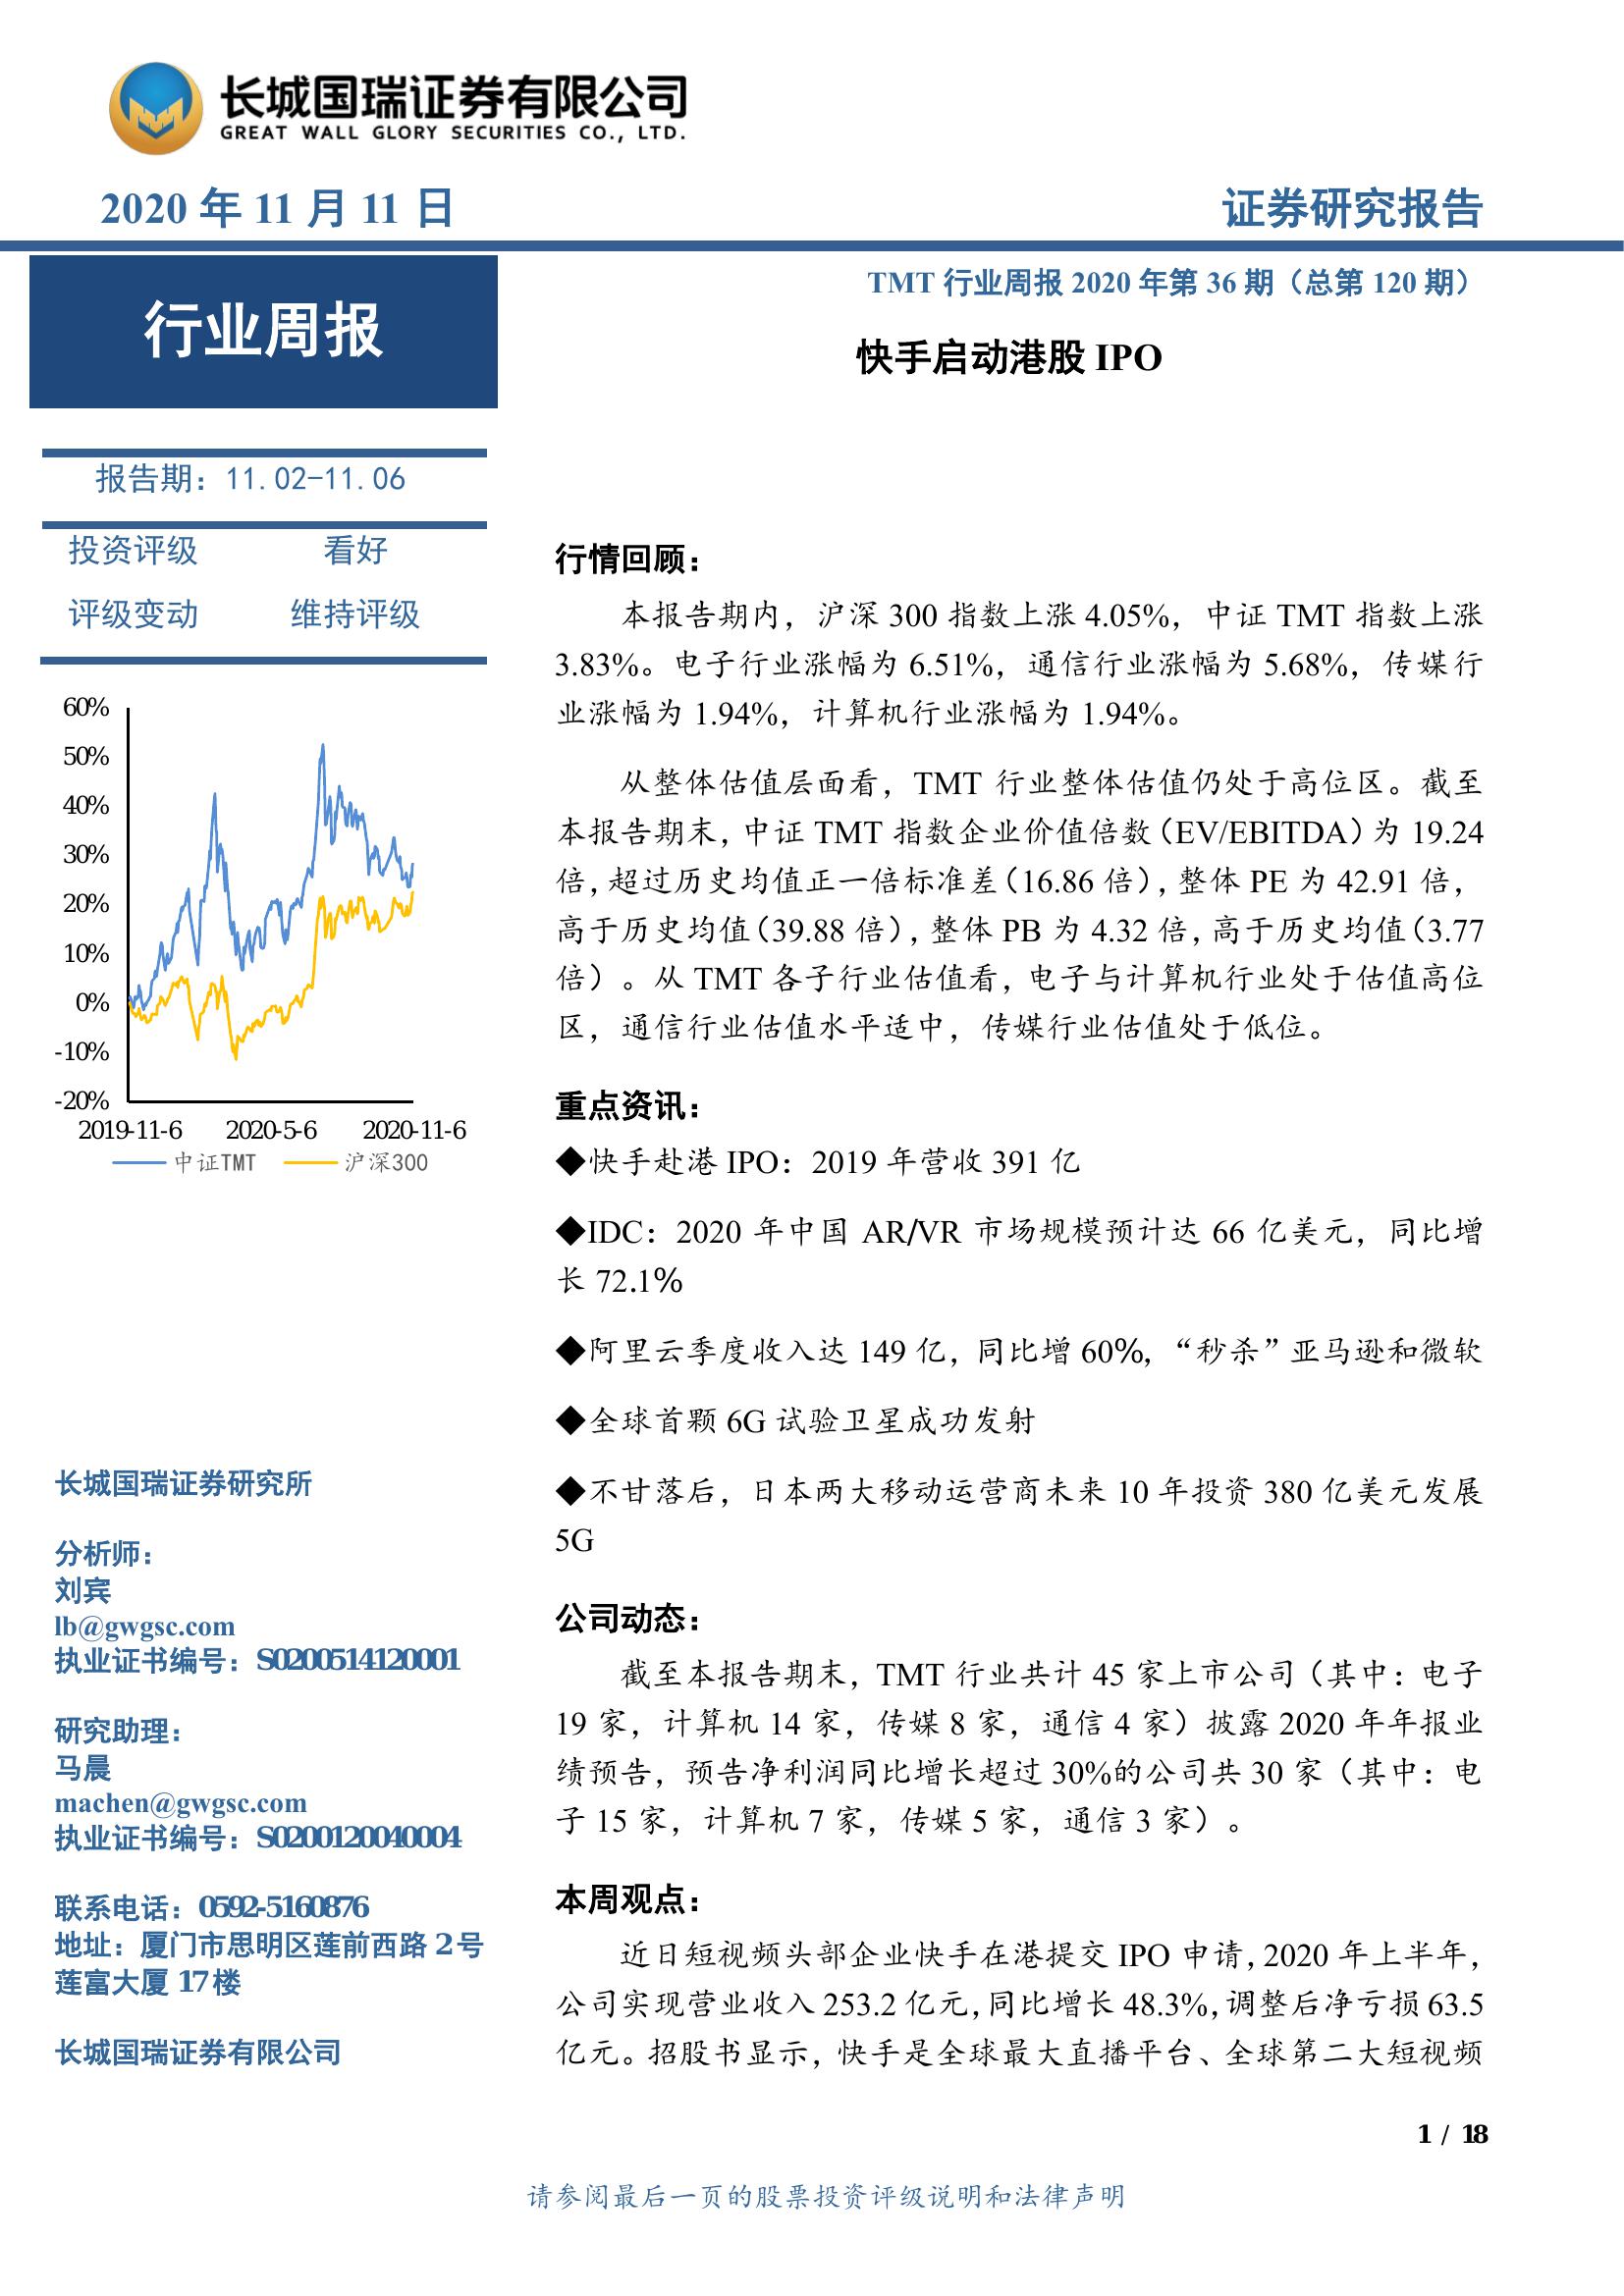 长城国瑞证券有限公司
GREAT WALL GLORY SECURITIES CO., LTD.
2020 年 11 月 11 日
证券研究报告
行业周报
TMT 行业周报 2020 年第 36 期（总第 120 期）
快手启动港股 IPO
报告期：11.02-11.06
投资评级 看好
评级变动 维持评级
60%
50%
40%
30%
20%
10%
0%
-10%
-20%
2019-11-6 2020-5-6 2020-11-6
中证TMT 沪深300
长城国瑞证券研究所
分析师：
刘宾
lb@gwgsc.com
执业证书编号：S0200514120001
研究助理：
马晨
machen@gwgsc.com
执业证书编号：S0200120040004
联系电话：0592-5160876
地址：厦门市思明区莲前西路 2 号
莲富大厦 17 楼
长城国瑞证券有限公司
行情回顾：
本报告期内，沪深 300 指数上涨 4.05%，中证 TMT 指数上涨
3.83%。电子行业涨幅为 6.51%，通信行业涨幅为 5.68%，传媒行
业涨幅为 1.94%，计算机行业涨幅为 1.94%。
从整体估值层面看，TMT 行业整体估值仍处于高位区。截至
本报告期末，中证 TMT 指数企业价值倍数（EV/EBITDA）为 19.24
倍，超过历史均值正一倍标准差（16.86 倍），整体 PE 为 42.91 倍，
高于历史均值（39.88 倍），整体 PB 为 4.32 倍，高于历史均值（3.77
倍）。从 TMT 各子行业估值看，电子与计算机行业处于估值高位
区，通信行业估值水平适中，传媒行业估值处于低位。
重点资讯：
◆快手赴港 IPO：2019 年营收 391 亿
◆IDC：2020 年中国 AR/VR 市场规模预计达 66 亿美元，同比增
长 72.1%
◆阿里云季度收入达 149 亿，同比增 60%，“秒杀”亚马逊和微软
◆全球首颗 6G 试验卫星成功发射
◆不甘落后，日本两大移动运营商未来 10 年投资 380 亿美元发展
5G
公司动态：
截至本报告期末，TMT 行业共计 45 家上市公司（其中：电子
19 家，计算机 14 家，传媒 8 家，通信 4 家）披露 2020 年年报业
绩预告，预告净利润同比增长超过 30%的公司共 30 家（其中：电
子 15 家，计算机 7 家，传媒 5 家，通信 3 家）。
本周观点：
近日短视频头部企业快手在港提交 IPO 申请，2020 年上半年，
公司实现营业收入 253.2 亿元，同比增长 48.3%，调整后净亏损 63.5
亿元。招股书显示，快手是全球最大直播平台、全球第二大短视频
1 / 18
请参阅最后一页的股票投资评级说明和法律声明